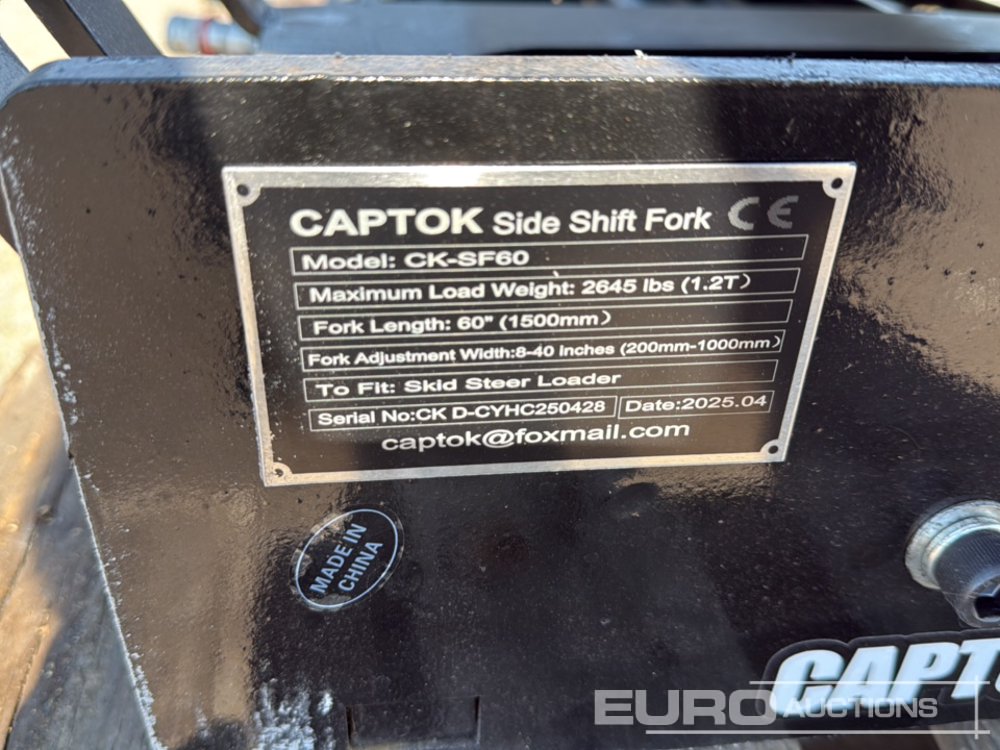 CAPTOK Side Shift Fork CE
Model: CK-SF60
Maximum Load Weight: 2645 lbs (1.2T)
Fork Length: 60" (1500mm)
Fork Adjustment Width:8-40 inches (200mm-1000mm)
To Fit: Skid Steer Loader
Serial No:CK D-CYHC250428 Date:2025.04
captok@foxmail.com
MADE IN
CHINA
CAPT
EURO AUCTIONS